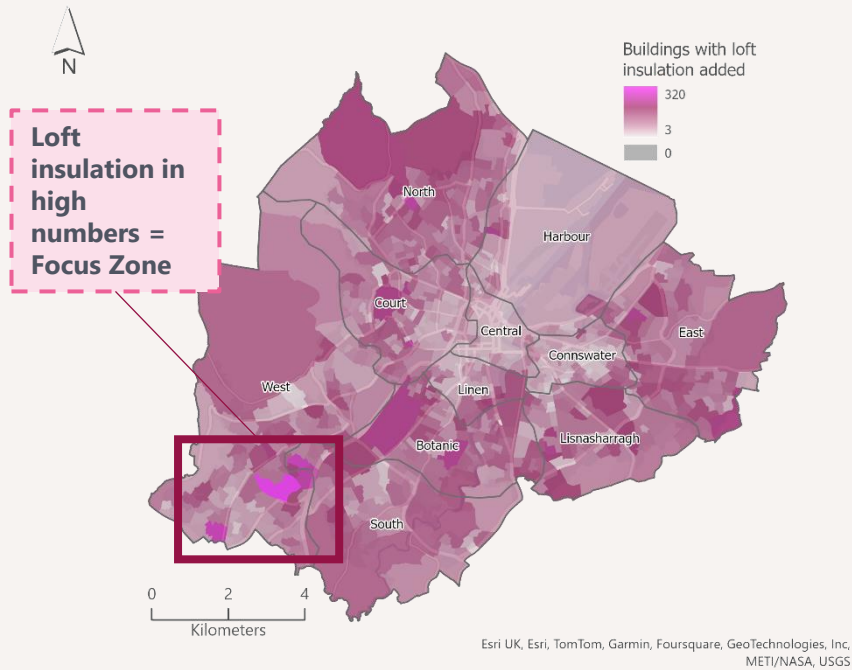 N
Buildings with loft
insulation added
320
3
0
Loft
insulation in
high
numbers =
Focus Zone
North
Harbour
Court
Central
East
Connswater
West
Linen
Botanic
Lisnasharragh
South
0 2 4
Kilometers
Esri UK, Esri, TomTom, Garmin, Foursquare, GeoTechnologies, Inc,
METI/NASA, USGS